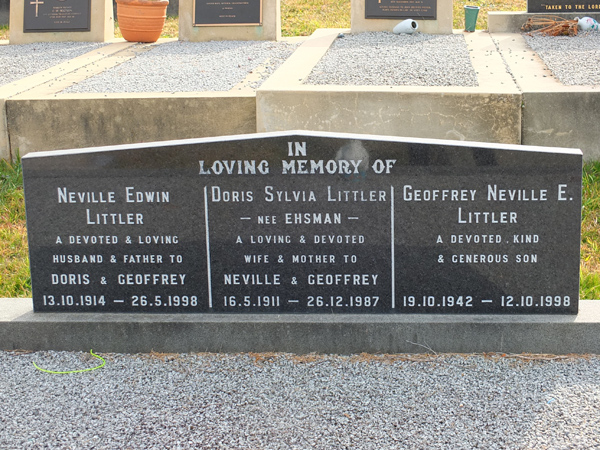 TAKEN TO THE LORD
IN
LOVING MEMORY OF
NEVILLE EDWIN
LITTLER
A DEVOTED & LOVING
HUSBAND & FATHER TO
DORIS & GEOFFREY
13.10.1914 — 26.5.1998
DORIS SYLVIA LITTLER
— NEE EHSMAN —
A LOVING & DEVOTED
WIFE & MOTHER TO
NEVILLE & GEOFFREY
16.5.1911 — 26.12.1987
GEOFFREY NEVILLE E.
LITTLER
A DEVOTED, KIND
& GENEROUS SON
19.10.1942 — 12.10.1998